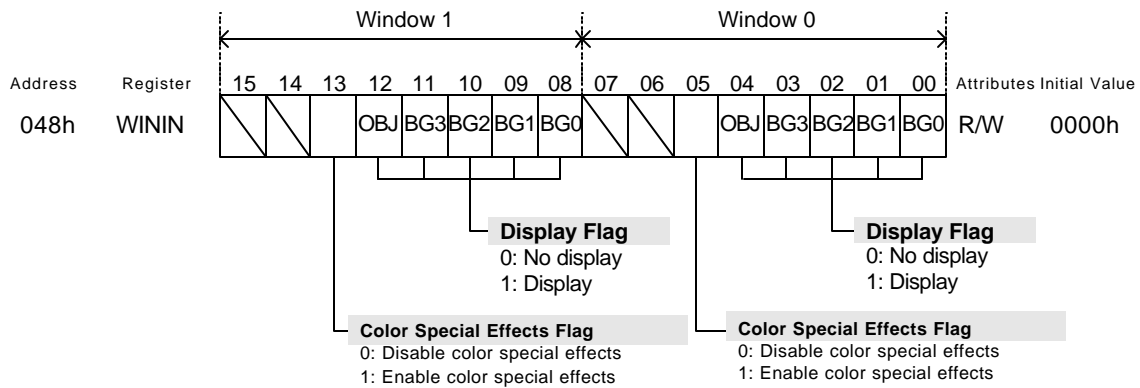 Window 1 Window 0
15 14 13 12 11 10 09 08 07 06 05 04 03 02 01 00
Address Register Attributes Initial Value
048h WININ OBJ BG3 BG2 BG1 BG0 OBJ BG3 BG2 BG1 BG0 R/W 0000h
Display Flag
0: No display
1: Display
Display Flag
0: No display
1: Display
Color Special Effects Flag
0: Disable color special effects
1: Enable color special effects
Color Special Effects Flag
0: Disable color special effects
1: Enable color special effects